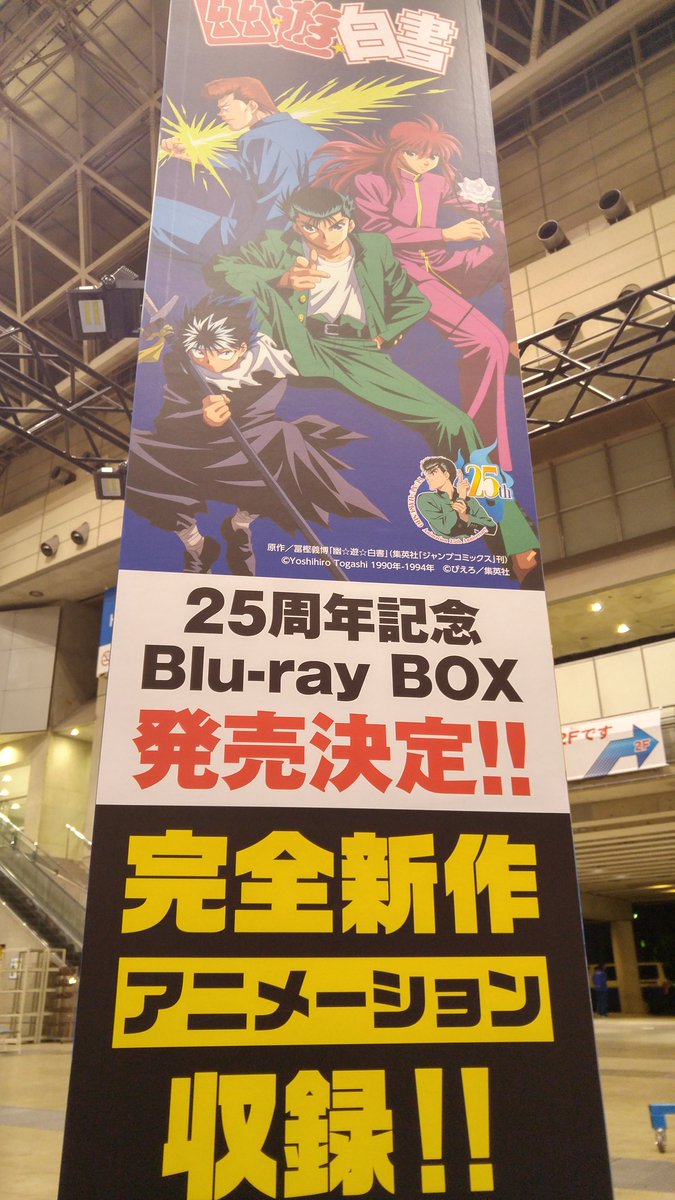 幽☆遊☆白書
25th
原作／冨樫義博「幽☆遊☆白書」(集英社「ジャンプコミックス」刊)
©Yoshihiro Togashi 1990年-1994年 ©ぴえろ／集英社
25周年記念
Blu-ray BOX
発売決定!!
2Fです
2F
完全新作
アニメーション
収録!!